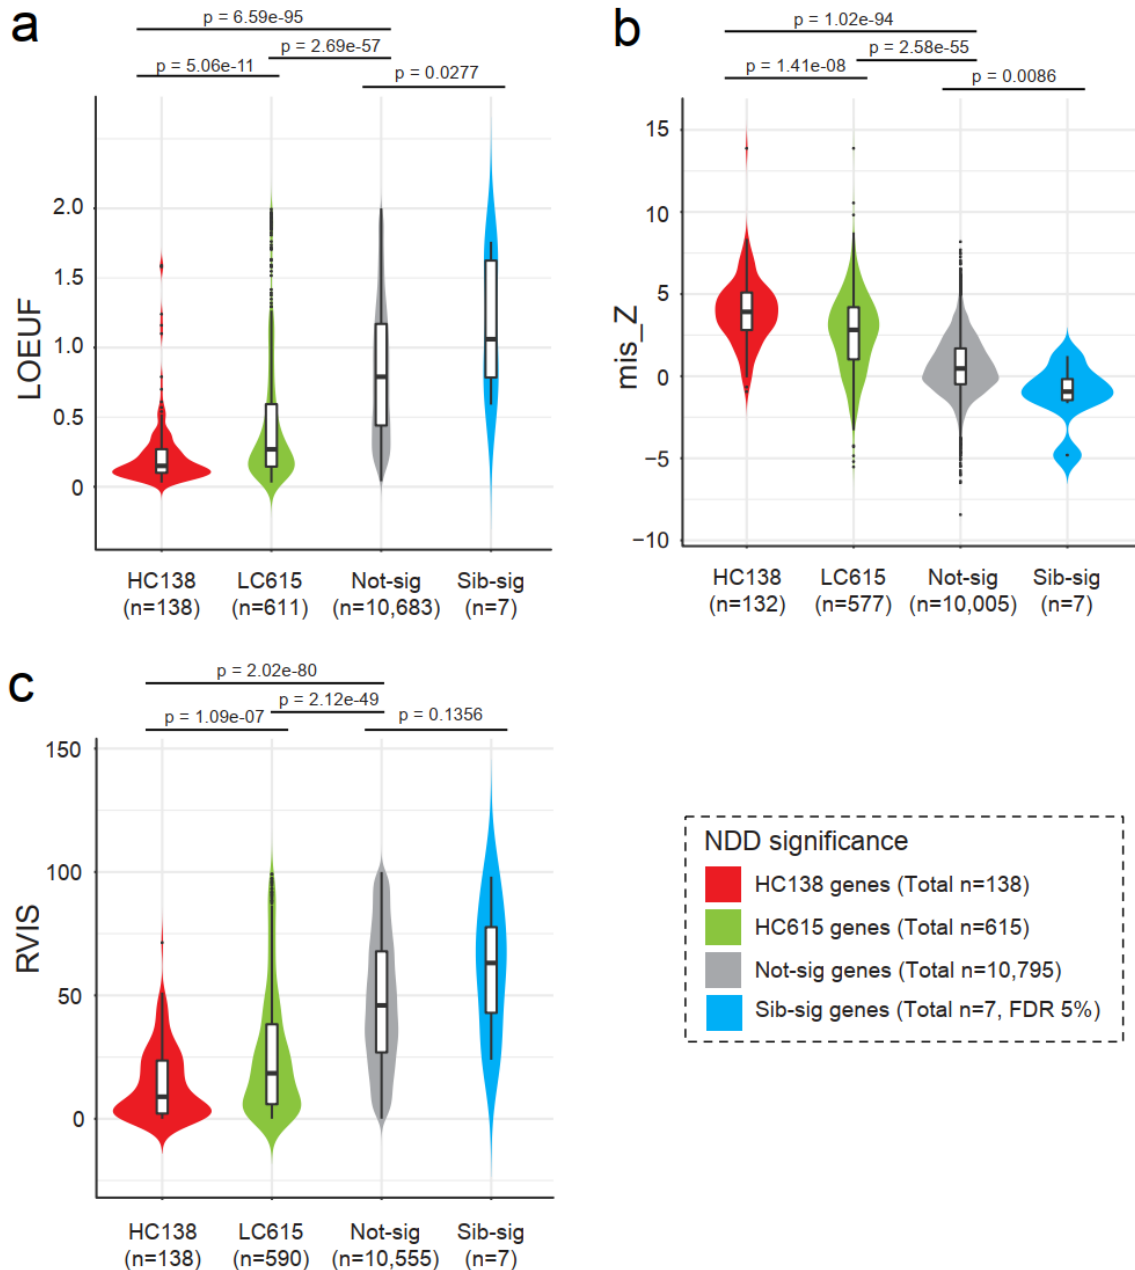 a
p = 6.59e-95
p = 2.69e-57
p = 5.06e-11
p = 0.0277
LOEUF
2.0
1.5
1.0
0.5
0
HC138
(n=138)
LC615
(n=611)
Not-sig
(n=10,683)
Sib-sig
(n=7)
b
p = 1.02e-94
p = 2.58e-55
p = 1.41e-08
p = 0.0086
mis_Z
15
10
5
0
−5
−10
HC138
(n=132)
LC615
(n=577)
Not-sig
(n=10,005)
Sib-sig
(n=7)
c
p = 2.02e-80
p = 2.12e-49
p = 1.09e-07
p = 0.1356
RVIS
150
100
50
0
HC138
(n=138)
LC615
(n=590)
Not-sig
(n=10,555)
Sib-sig
(n=7)
NDD significance
HC138 genes (Total n=138)
HC615 genes (Total n=615)
Not-sig genes (Total n=10,795)
Sib-sig genes (Total n=7, FDR 5%)